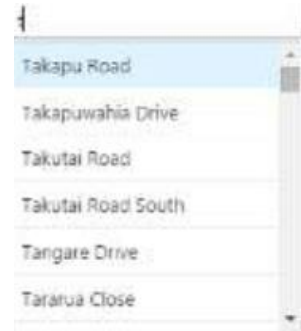 Takapu Road
Takapuwahia Drive
Takutai Road
Takutai Road South
Tangare Drive
Tararua Close